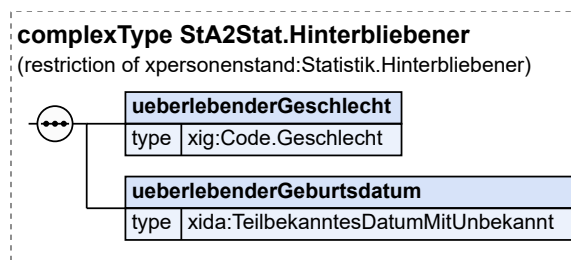 complexType StA2Stat.Hinterbliebener
(restriction of xpersonenstand:Statistik.Hinterbliebener)
ueberlebenderGeschlecht
type xig:Code.Geschlecht
ueberlebenderGeburtsdatum
type xida:TeilbekanntesDatumMitUnbekannt